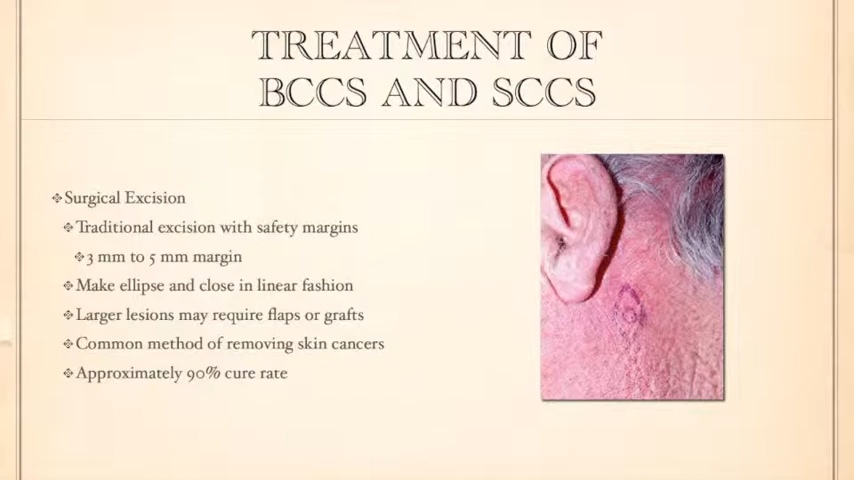 TREATMENT OF
BCCS AND SCCS
Surgical Excision
Traditional excision with safety margins
3 mm to 5 mm margin
Make ellipse and close in linear fashion
Larger lesions may require flaps or grafts
Common method of removing skin cancers
Approximately 90% cure rate